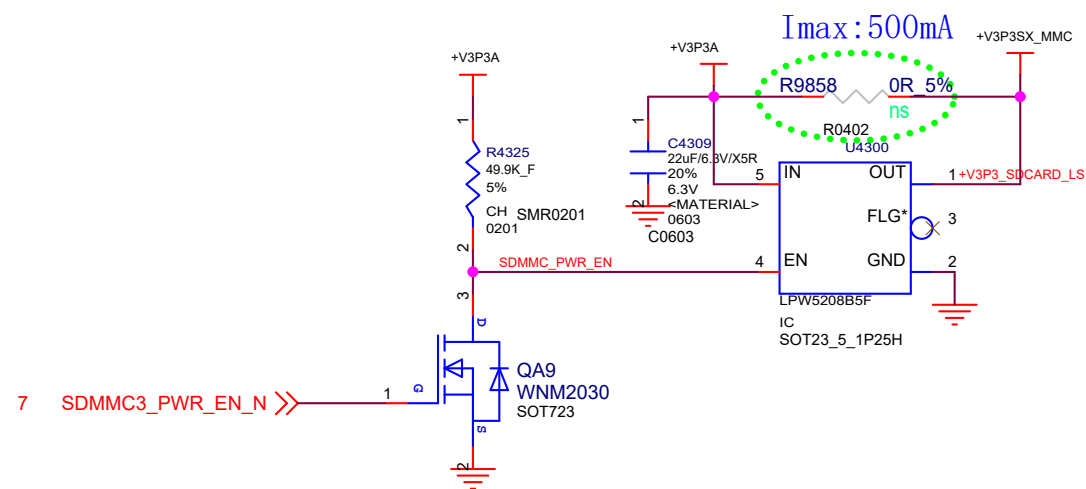 Imax:500mA
+V3P3SX_MMC
+V3P3A
+V3P3A
R9858
0R_5%
ns
R0402
U4300
1
1
R4325
49.9K_F
5%
CH
0201
SMR0201
2
C4309
22uF/6.3V/X5R
20%
6.3V
<MATERIAL>
0603
C0603
2
5
IN
OUT
1
+V3P3_SDCARD_LS
FLG*
3
SDMMC_PWR_EN
4
EN
GND
2
LPW5208B5F
IC
SOT23_5_1P25H
3
D
G
S
QA9
WNM2030
SOT723
7
SDMMC3_PWR_EN_N
1
2